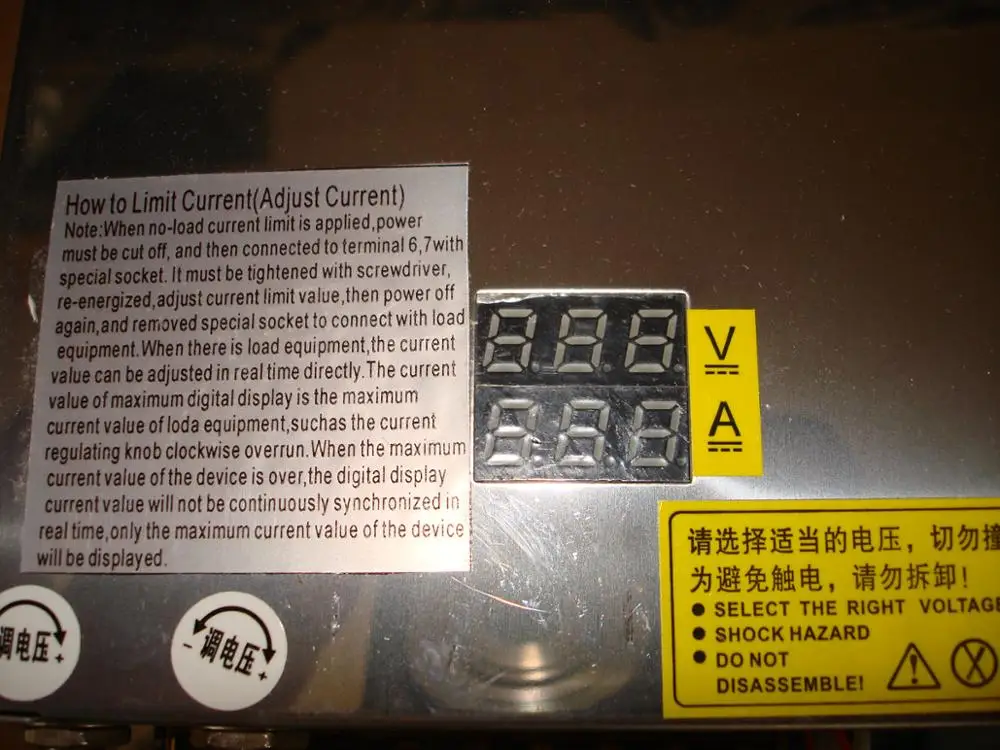 How to Limit Current(Adjust Current)
Note:When no-load current limit is applied,power
must be cut off, and then connected to terminal 6,7with
special socket. It must be tightened with screwdriver,
re-energized,adjust current limit value,then power off
again,and removed special socket to connect with load
equipment.When there is load equipment,the current
value can be adjusted in real time directly.The current
value of maximum digital display is the maximum
current value of loda equipment,suchas the current
regulating knob clockwise overrun.When the maximum
current value of the device is over,the digital display
current value will not be continuously synchronized in
real time,only the maximum current value of the device
will be displayed.
V
A
请选择适当的电压，切勿撞
为避免触电，请勿拆卸！
● SELECT THE RIGHT VOLTAGE
● SHOCK HAZARD
● DO NOT
DISASSEMBLE!
调电压 +
- 调电压 +